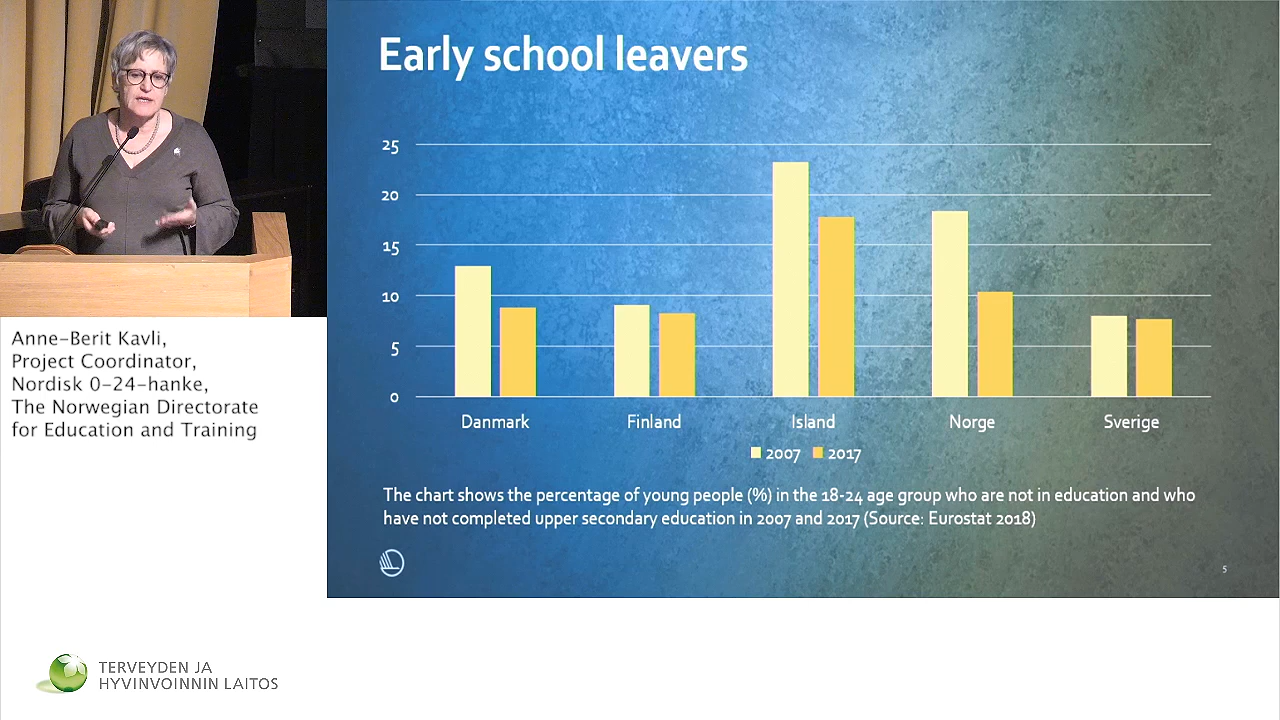 Early school leavers
25
20
15
10
5
0
Danmark
Finland
Island
Norge
Sverige
2007
2017
The chart shows the percentage of young people (%) in the 18-24 age group who are not in education and who
have not completed upper secondary education in 2007 and 2017 (Source: Eurostat 2018)
5
Anne-Berit Kavli,
Project Coordinator,
Nordisk 0-24-hanke,
The Norwegian Directorate
for Education and Training
TERVEYDEN JA
HYVINVOINNIN LAITOS